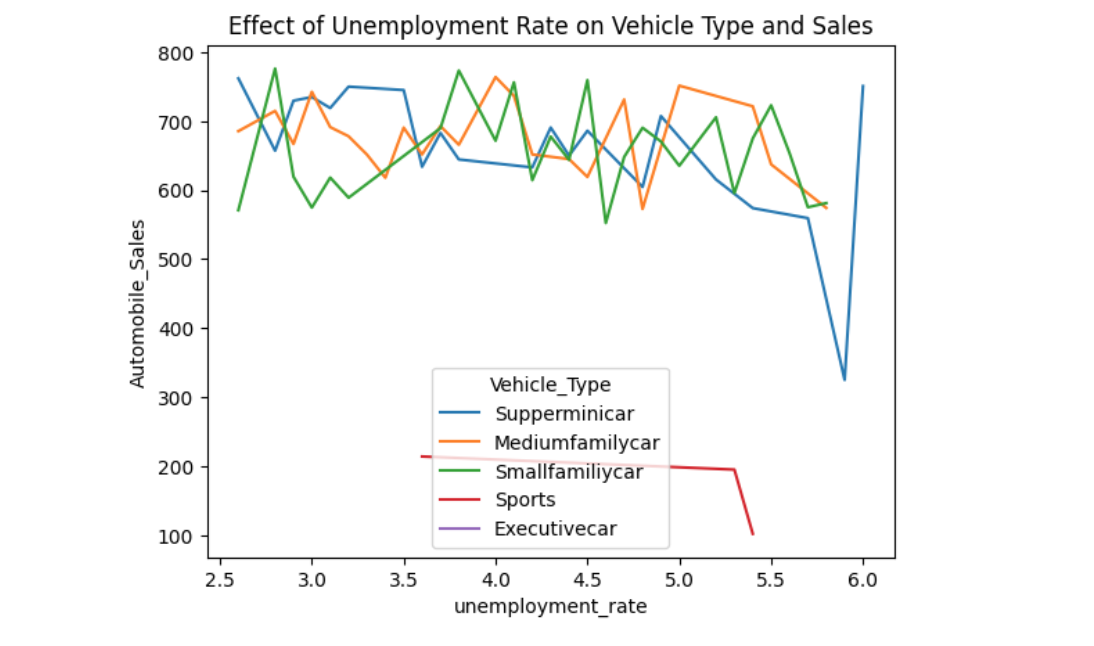 Effect of Unemployment Rate on Vehicle Type and Sales
800
700
600
500
400
300
200
100
Automobile_Sales
Vehicle_Type
Supperminicar
Mediumfamilycar
Smallfamiliycar
Sports
Executivecar
2.5 3.0 3.5 4.0 4.5 5.0 5.5 6.0
unemployment_rate